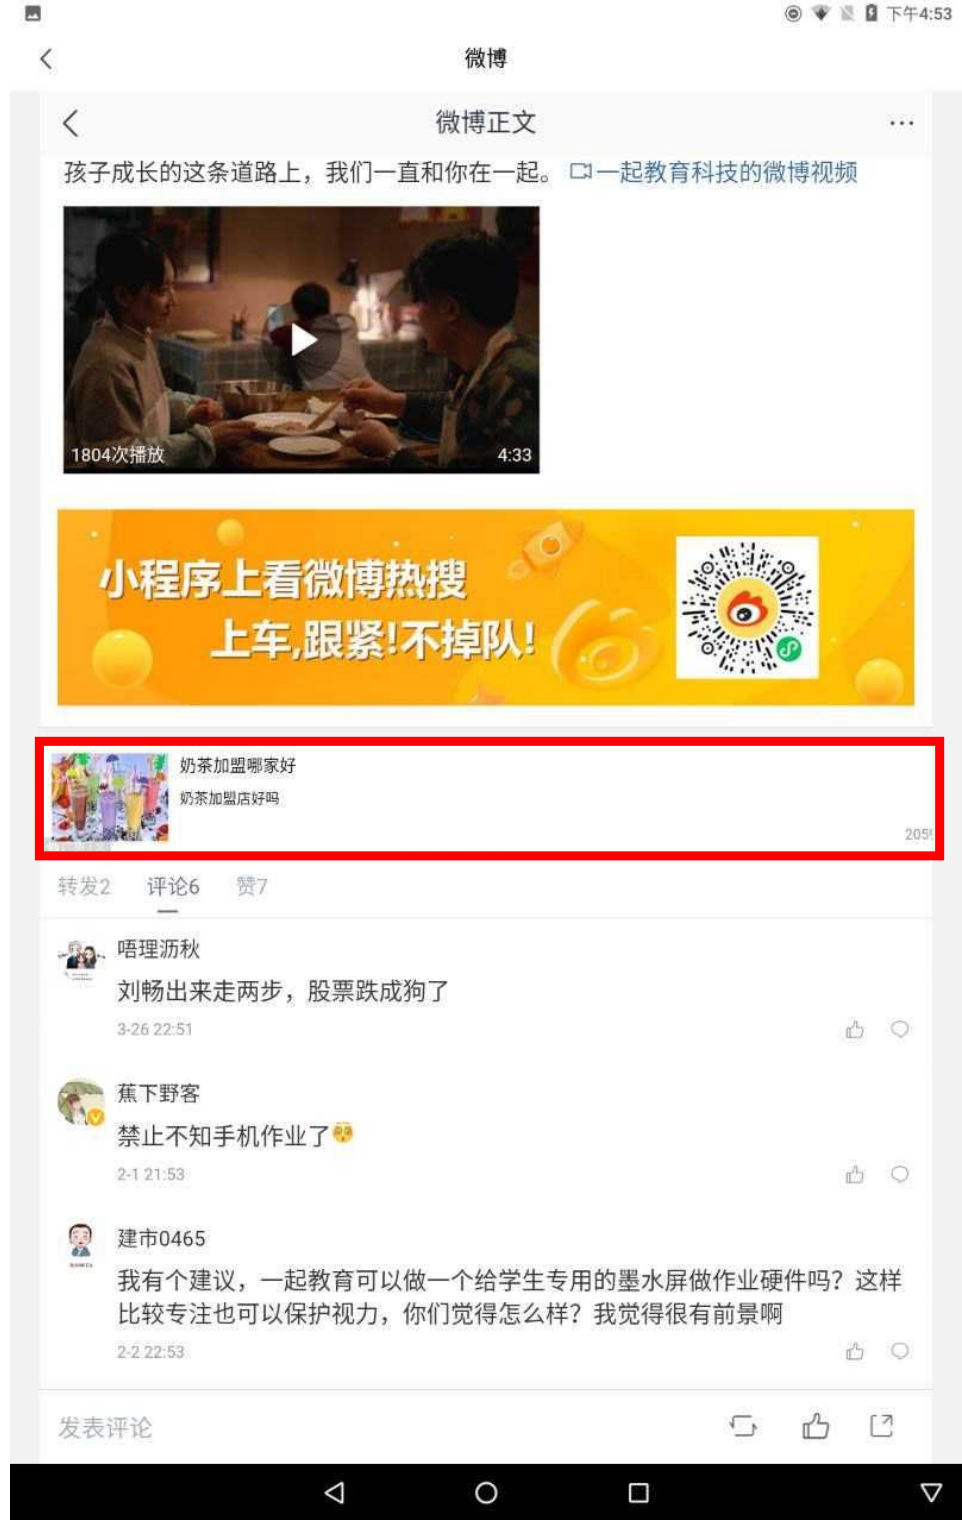 下午4:53
微博
微博正文
孩子成长的这条道路上，我们一直和你在一起。 一起教育科技的微博视频
1804次播放
4:33
小程序上看微博热搜
上车,跟紧!不掉队!
奶茶加盟哪家好
奶茶加盟店好吗
205
转发2 评论6 赞7
唔理沥秋
刘畅出来走两步，股票跌成狗了
3-26 22:51
蕉下野客
禁止不知手机作业了
2-1 21:53
建市0465
我有个建议，一起教育可以做一个给学生专用的墨水屏做作业硬件吗？这样
比较专注也可以保护视力，你们觉得怎么样？我觉得很有前景啊
2-2 22:53
发表评论